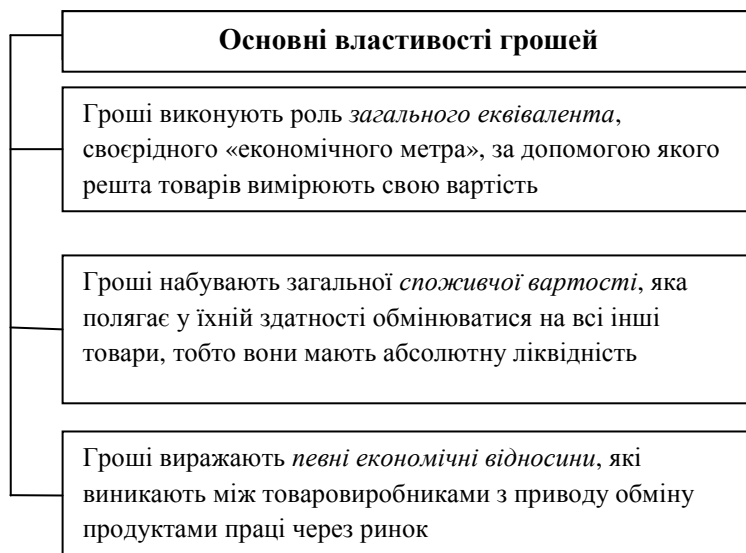 Основні властивості грошей
Гроші виконують роль загального еквівалента,
своєрідного «економічного метра», за допомогою якого
решта товарів вимірюють свою вартість
Гроші набувають загальної споживчої вартості, яка
полягає у їхній здатності обмінюватися на всі інші
товари, тобто вони мають абсолютну ліквідність
Гроші виражають певні економічні відносини, які
виникають між товаровиробниками з приводу обміну
продуктами праці через ринок